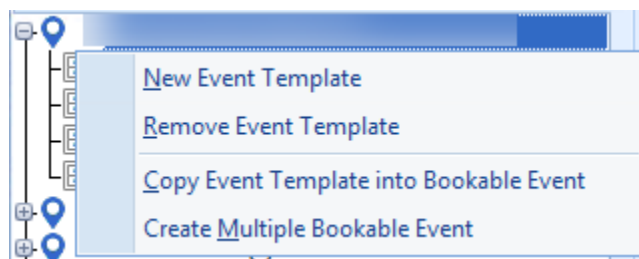 New Event Template
Remove Event Template
Copy Event Template into Bookable Event
Create Multiple Bookable Event